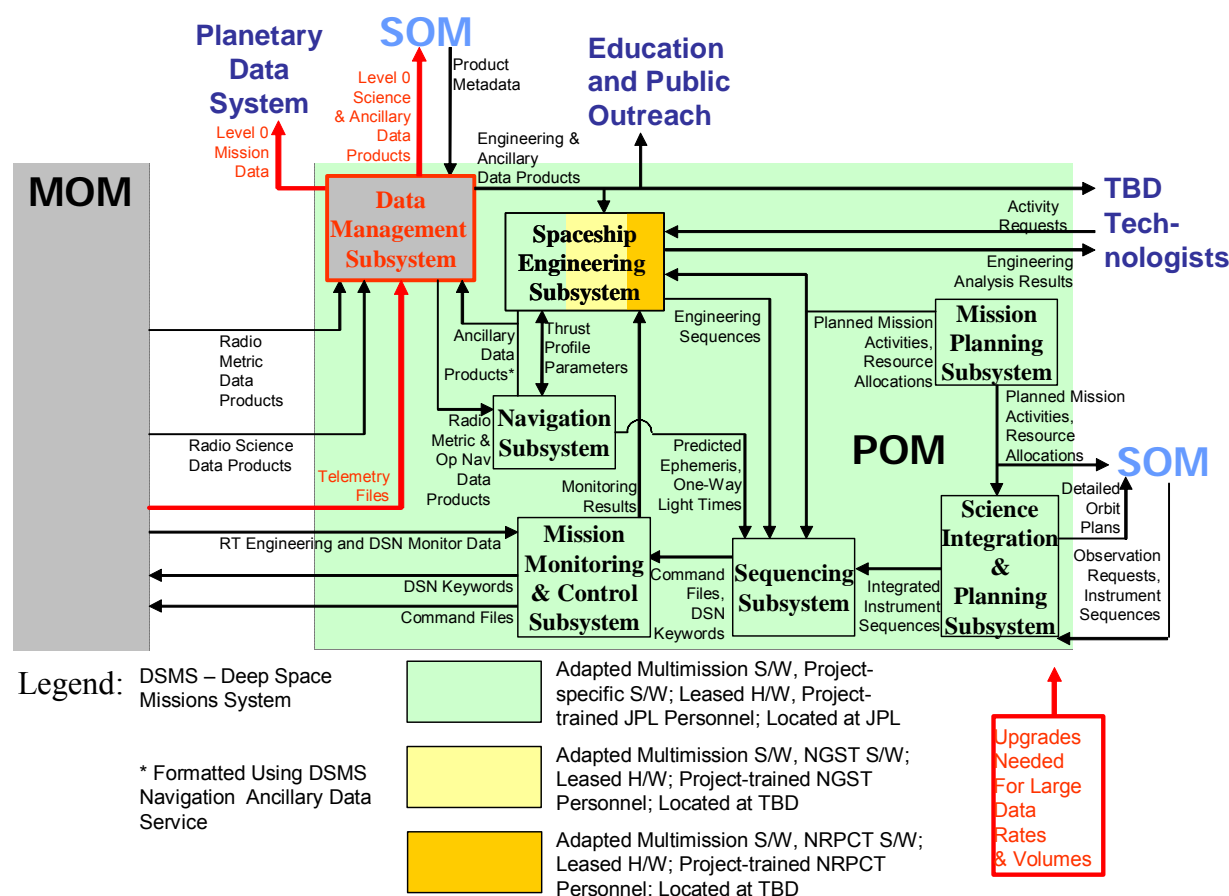 Planetary
Data
System
SOM
Product
Metadata
Level 0
Science
& Ancillary
Data
Products
Level 0
Mission
Data
Education
and Public
Outreach
Engineering &
Ancillary
Data Products
MOM
Data
Management
Subsystem
Spaceship
Engineering
Subsystem
TBD
Tech-
nologists
Activity
Requests
Engineering
Analysis Results
Radio
Metric
Data
Products
Ancillary
Data
Products*
Thrust
Profile
Parameters
Engineering
Sequences
Planned Mission
Activities,
Resource
Allocations
Mission
Planning
Subsystem
Navigation
Subsystem
Planned Mission
Activities,
Resource
Allocations
Radio Science
Data Products
Radio
Metric &
Op Nav
Data
Products
Predicted
Ephemeris,
One-Way
Light Times
POM
SOM
Telemetry
Files
Monitoring
Results
Detailed
Orbit
Plans
RT Engineering and DSN Monitor Data
Mission
Monitoring
& Control
Subsystem
Sequencing
Subsystem
Science
Integration
&
Planning
Subsystem
Observation
Requests,
Instrument
Sequences
DSN Keywords
Command
Files,
DSN
Keywords
Integrated
Instrument
Sequences
Command Files
Legend:
DSMS – Deep Space
Missions System
* Formatted Using DSMS
Navigation Ancillary Data
Service
Adapted Multimission S/W, Project-
specific S/W; Leased H/W, Project-
trained JPL Personnel; Located at JPL
Adapted Multimission S/W, NGST S/W;
Leased H/W; Project-trained NGST
Personnel; Located at TBD
Adapted Multimission S/W, NRPCT S/W;
Leased H/W; Project-trained NRPCT
Personnel; Located at TBD
Upgrades
Needed
For Large
Data
Rates
& Volumes